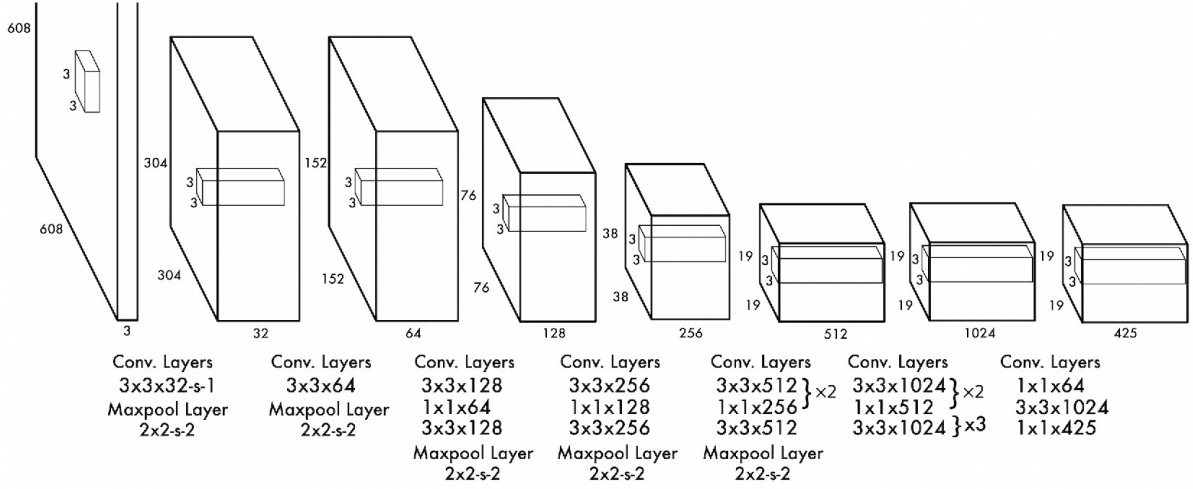 608
608
3
3
3
304
304
3
3
32
152
152
3
3
64
76
76
3
3
128
38
38
3
3
256
19
19
3
3
512
19
19
3
3
1024
19
19
3
3
425
Conv. Layers
3x3x32-s-1
Maxpool Layer
2x2-s-2
Conv. Layers
3x3x64
Maxpool Layer
2x2-s-2
Conv. Layers
3x3x128
1x1x64
3x3x128
Maxpool Layer
2x2-s-2
Conv. Layers
3x3x256
1x1x128
3x3x256
Maxpool Layer
2x2-s-2
Conv. Layers
3x3x512
1x1x256 } x2
3x3x512
Maxpool Layer
2x2-s-2
Conv. Layers
3x3x1024
1x1x512 } x2
3x3x1024 } x3
Conv. Layers
1x1x64
3x3x1024
1x1x425